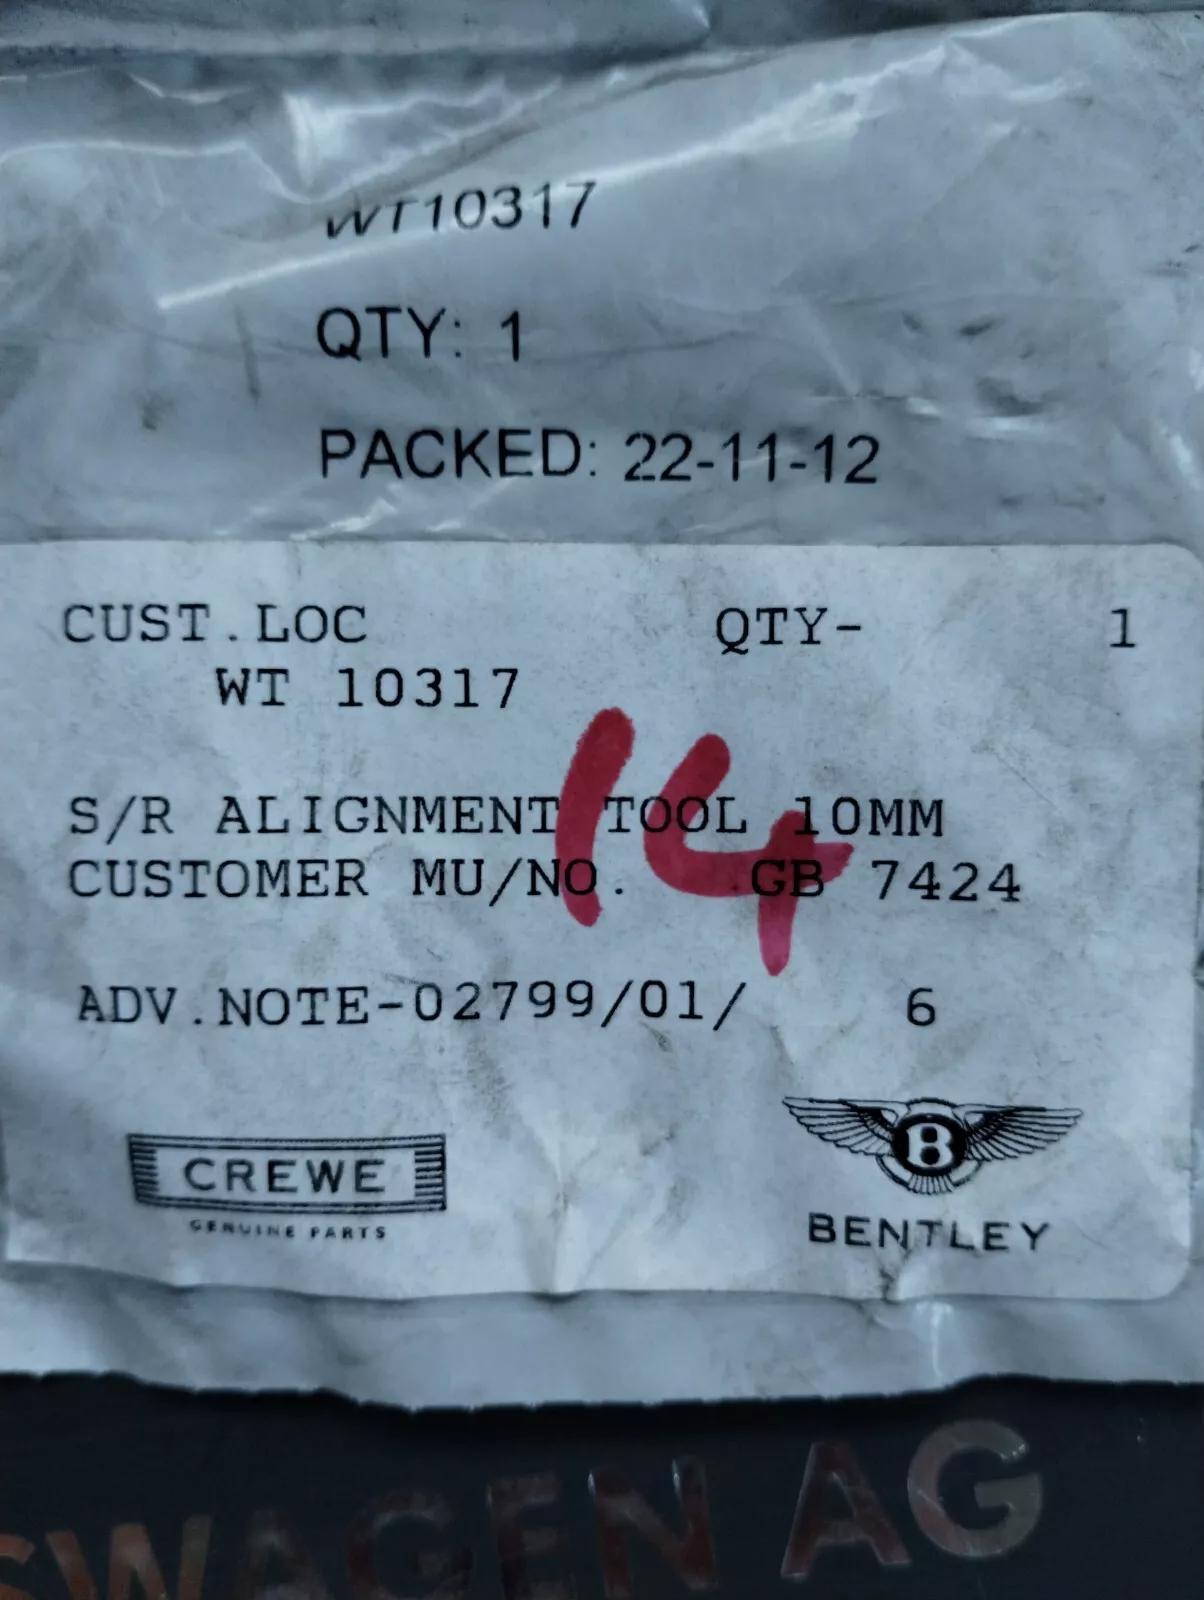 WT10317
QTY: 1
PACKED: 22-11-12
CUST.LOC QTY- 1
WT 10317
14
S/R ALIGNMENT TOOL 10MM
CUSTOMER MU/NO. GB 7424
ADV.NOTE-02799/01/ 6
CREWE
GENUINE PARTS
B
BENTLEY
SWAGEN AG